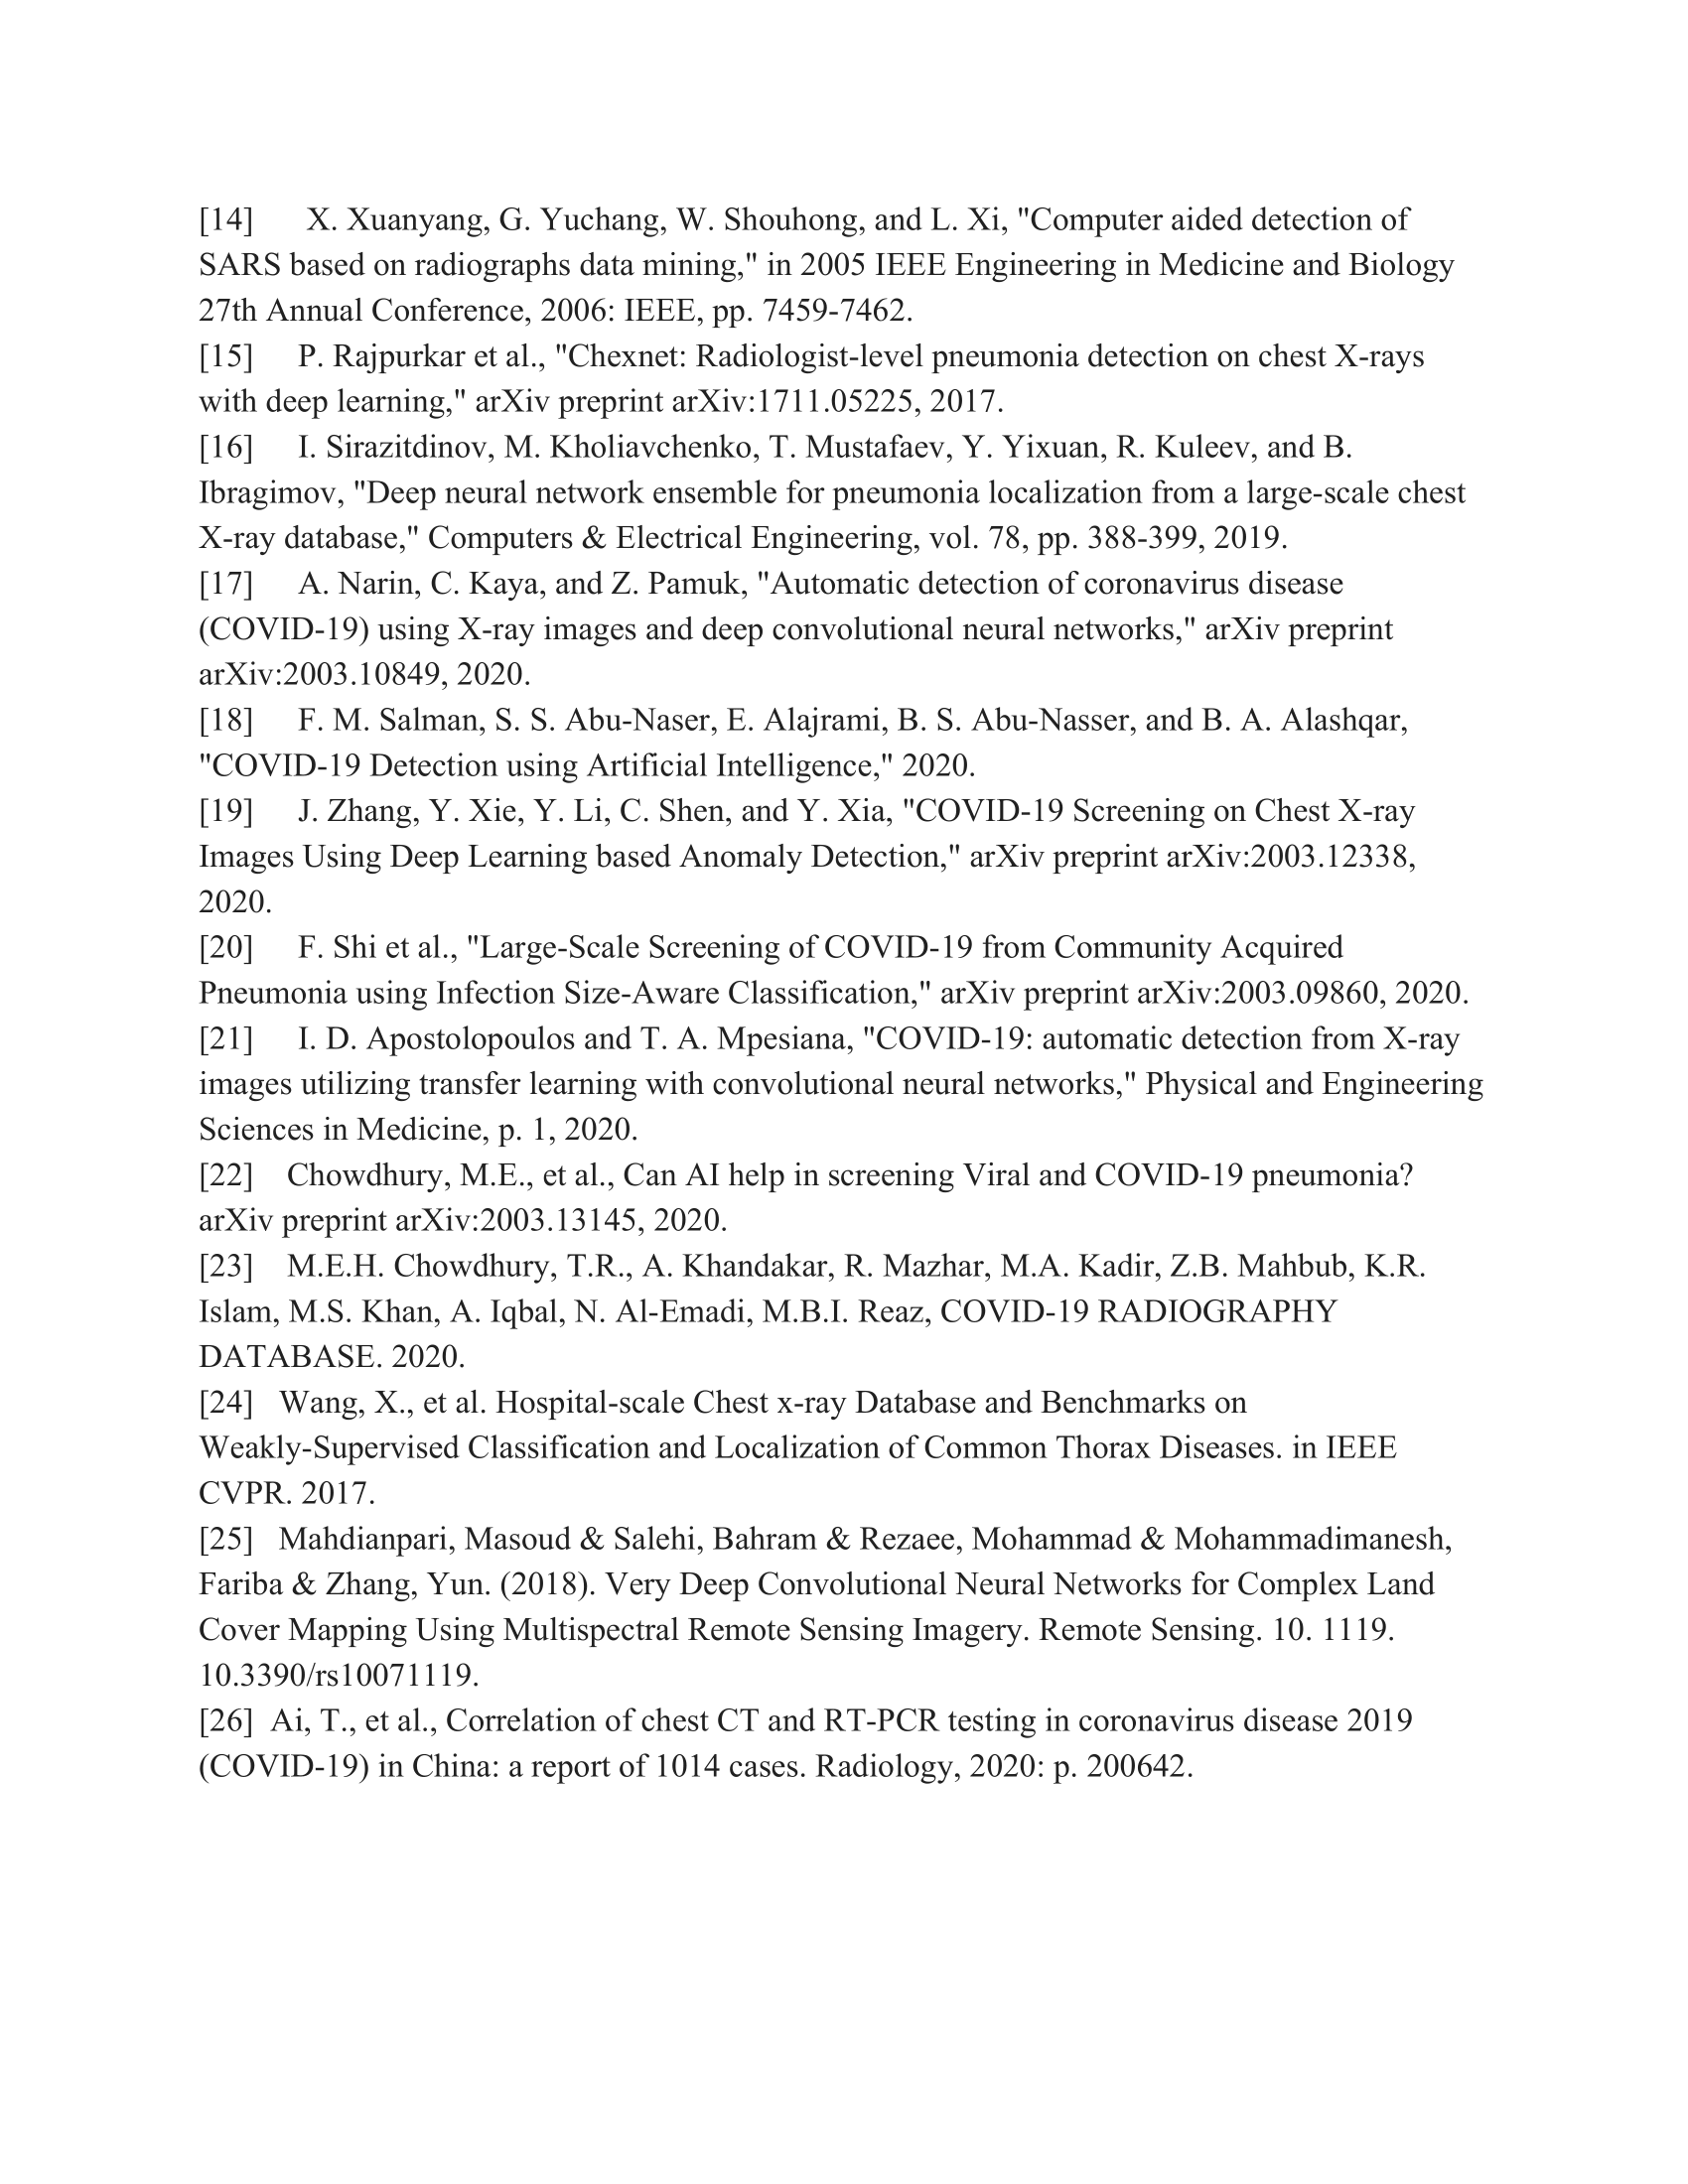 [14] X. Xuanyang, G. Yuchang, W. Shouhong, and L. Xi, "Computer aided detection of
SARS based on radiographs data mining," in 2005 IEEE Engineering in Medicine and Biology
27th Annual Conference, 2006: IEEE, pp. 7459-7462.
[15] P. Rajpurkar et al., "Chexnet: Radiologist-level pneumonia detection on chest X-rays
with deep learning," arXiv preprint arXiv:1711.05225, 2017.
[16] I. Sirazitdinov, M. Kholiavchenko, T. Mustafaev, Y. Yixuan, R. Kuleev, and B.
Ibragimov, "Deep neural network ensemble for pneumonia localization from a large-scale chest
X-ray database," Computers & Electrical Engineering, vol. 78, pp. 388-399, 2019.
[17] A. Narin, C. Kaya, and Z. Pamuk, "Automatic detection of coronavirus disease
(COVID-19) using X-ray images and deep convolutional neural networks," arXiv preprint
arXiv:2003.10849, 2020.
[18] F. M. Salman, S. S. Abu-Naser, E. Alajrami, B. S. Abu-Nasser, and B. A. Alashqar,
"COVID-19 Detection using Artificial Intelligence," 2020.
[19] J. Zhang, Y. Xie, Y. Li, C. Shen, and Y. Xia, "COVID-19 Screening on Chest X-ray
Images Using Deep Learning based Anomaly Detection," arXiv preprint arXiv:2003.12338,
2020.
[20] F. Shi et al., "Large-Scale Screening of COVID-19 from Community Acquired
Pneumonia using Infection Size-Aware Classification," arXiv preprint arXiv:2003.09860, 2020.
[21] I. D. Apostolopoulos and T. A. Mpesiana, "COVID-19: automatic detection from X-ray
images utilizing transfer learning with convolutional neural networks," Physical and Engineering
Sciences in Medicine, p. 1, 2020.
[22] Chowdhury, M.E., et al., Can AI help in screening Viral and COVID-19 pneumonia?
arXiv preprint arXiv:2003.13145, 2020.
[23] M.E.H. Chowdhury, T.R., A. Khandakar, R. Mazhar, M.A. Kadir, Z.B. Mahbub, K.R.
Islam, M.S. Khan, A. Iqbal, N. Al-Emadi, M.B.I. Reaz, COVID-19 RADIOGRAPHY
DATABASE. 2020.
[24] Wang, X., et al. Hospital-scale Chest x-ray Database and Benchmarks on
Weakly-Supervised Classification and Localization of Common Thorax Diseases. in IEEE
CVPR. 2017.
[25] Mahdianpari, Masoud & Salehi, Bahram & Rezaee, Mohammad & Mohammadimanesh,
Fariba & Zhang, Yun. (2018). Very Deep Convolutional Neural Networks for Complex Land
Cover Mapping Using Multispectral Remote Sensing Imagery. Remote Sensing. 10. 1119.
10.3390/rs10071119.
[26] Ai, T., et al., Correlation of chest CT and RT-PCR testing in coronavirus disease 2019
(COVID-19) in China: a report of 1014 cases. Radiology, 2020: p. 200642.